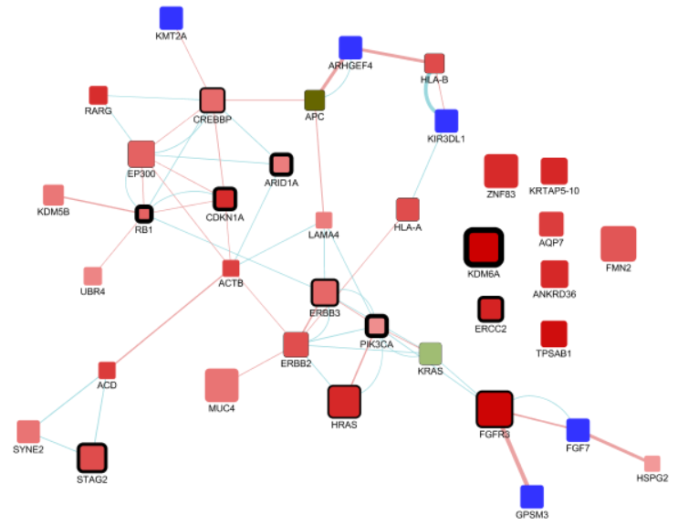 KMT2A
ARHGEF4
HLA-B
RARG
CREBBP
APC
KIR3DL1
EP300
ARID1A
ZNF83
KRTAP5-10
KDM5B
RB1
CDKN1A
LAMA4
HLA-A
AQP7
FMN2
KDM6A
UBR4
ACTB
ANKRD36
ERBB3
ERCC2
PIK3CA
TPSAB1
ERBB2
KRAS
ACD
MUC4
HRAS
FGFR3
SYNE2
FGF7
STAG2
HSPG2
GPSM3